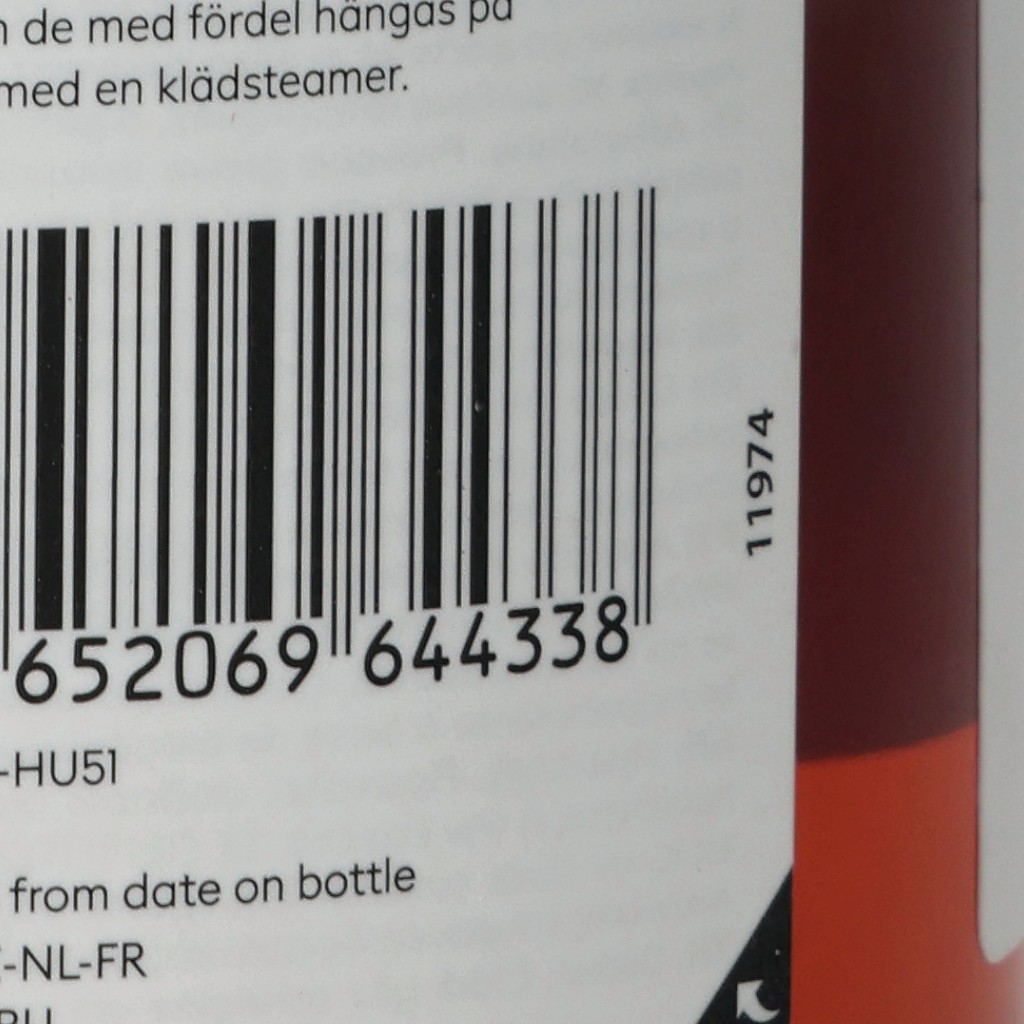 de med fördel hängas på
med en klädsteamer.
652069 644338
11974
-HU51
from date on bottle
-NL-FR